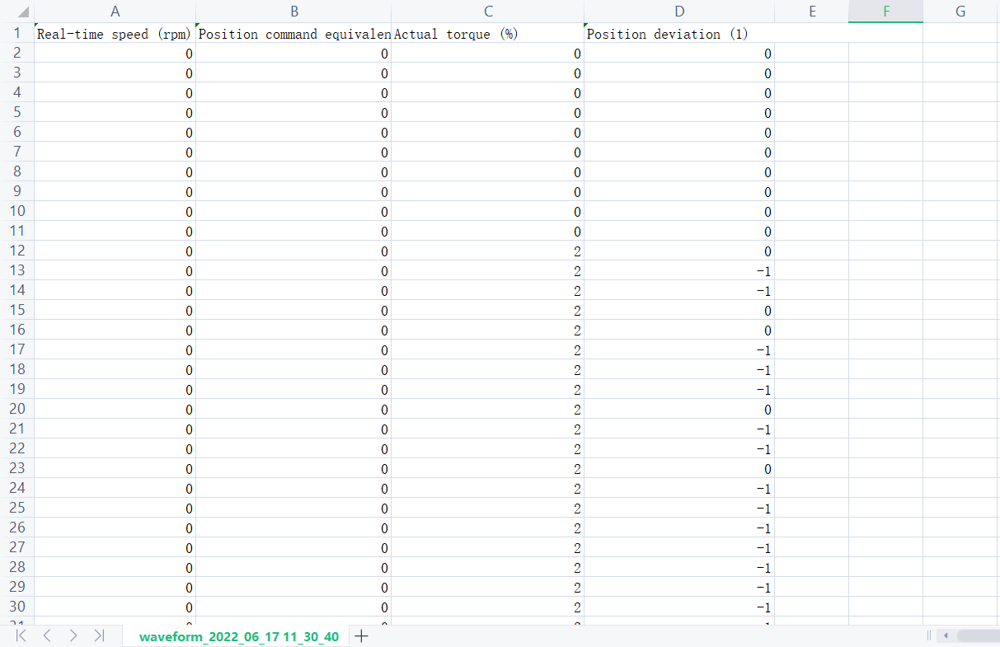 A B C D E F G
1 Real-time speed (rpm) Position command equivalen Actual torque (%) Position deviation (1)
2 0 0 0 0
3 0 0 0 0
4 0 0 0 0
5 0 0 0 0
6 0 0 0 0
7 0 0 0 0
8 0 0 0 0
9 0 0 0 0
10 0 0 0 0
11 0 0 0 0
12 0 0 2 0
13 0 0 2 -1
14 0 0 2 -1
15 0 0 2 0
16 0 0 2 0
17 0 0 2 -1
18 0 0 2 -1
19 0 0 2 -1
20 0 0 2 0
21 0 0 2 -1
22 0 0 2 -1
23 0 0 2 0
24 0 0 2 -1
25 0 0 2 -1
26 0 0 2 -1
27 0 0 2 -1
28 0 0 2 -1
29 0 0 2 -1
30 0 0 2 -1
waveform_2022_06_17 11_30_40